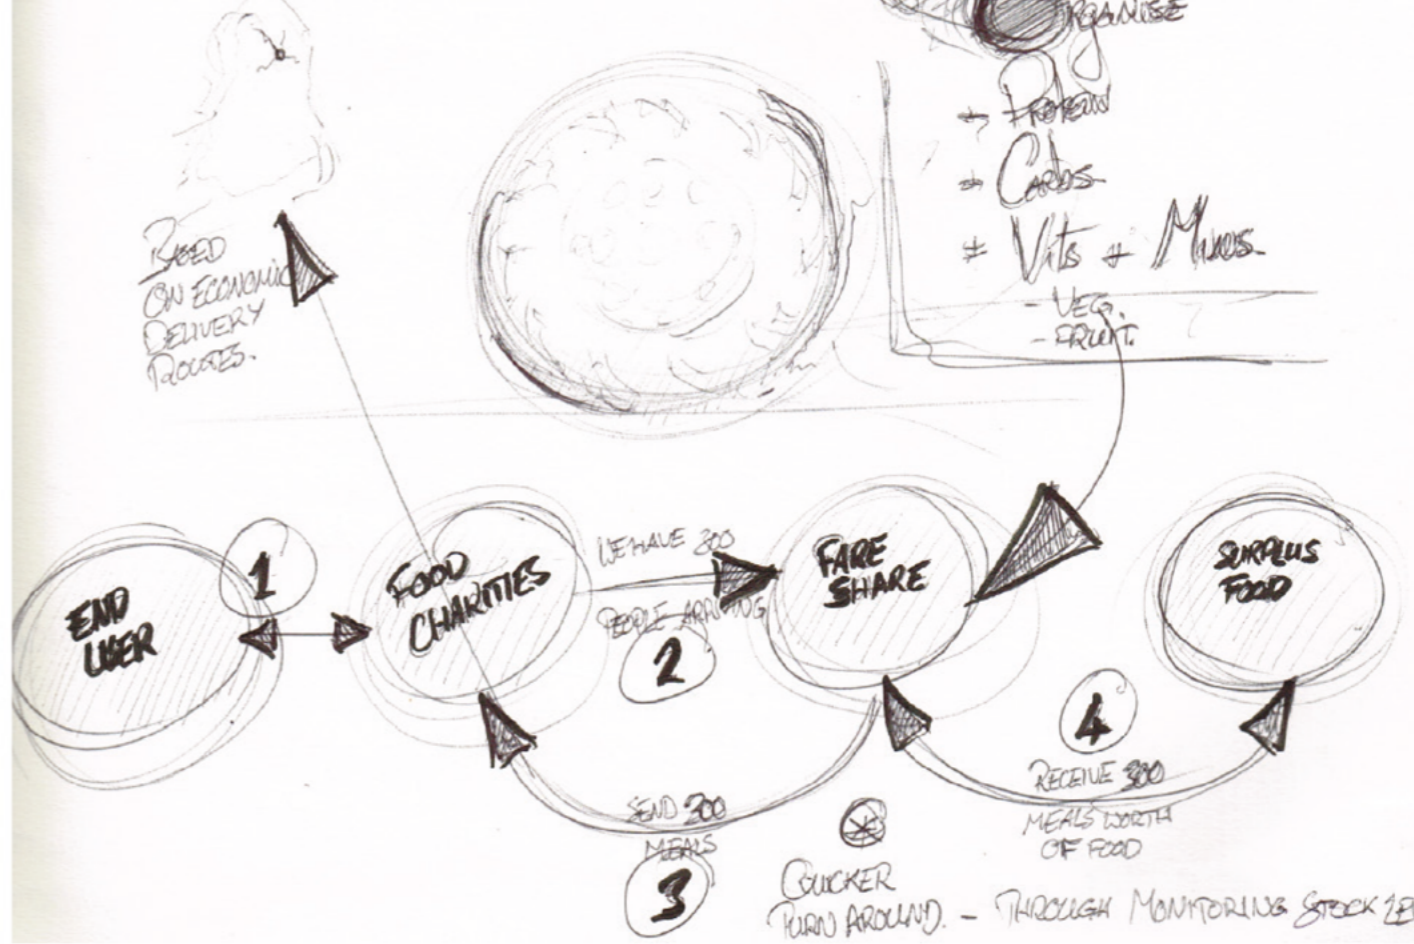 ORGANISE
* PROTEIN
* CARBS
* VITS + MINS.
- VEG.
- FRUIT.
BASED
ON ECONOMIC
DELIVERY
ROUTES.
END
USER
1
FOOD
CHARITIES
WE HAVE 300
PEOPLE ARRIVING
2
FARE
SHARE
SURPLUS
FOOD
SEND 300
MEALS
3
4
RECEIVE 300
MEALS WORTH
OF FOOD
QUICKER
TURN AROUND. - THROUGH MONITORING STOCK